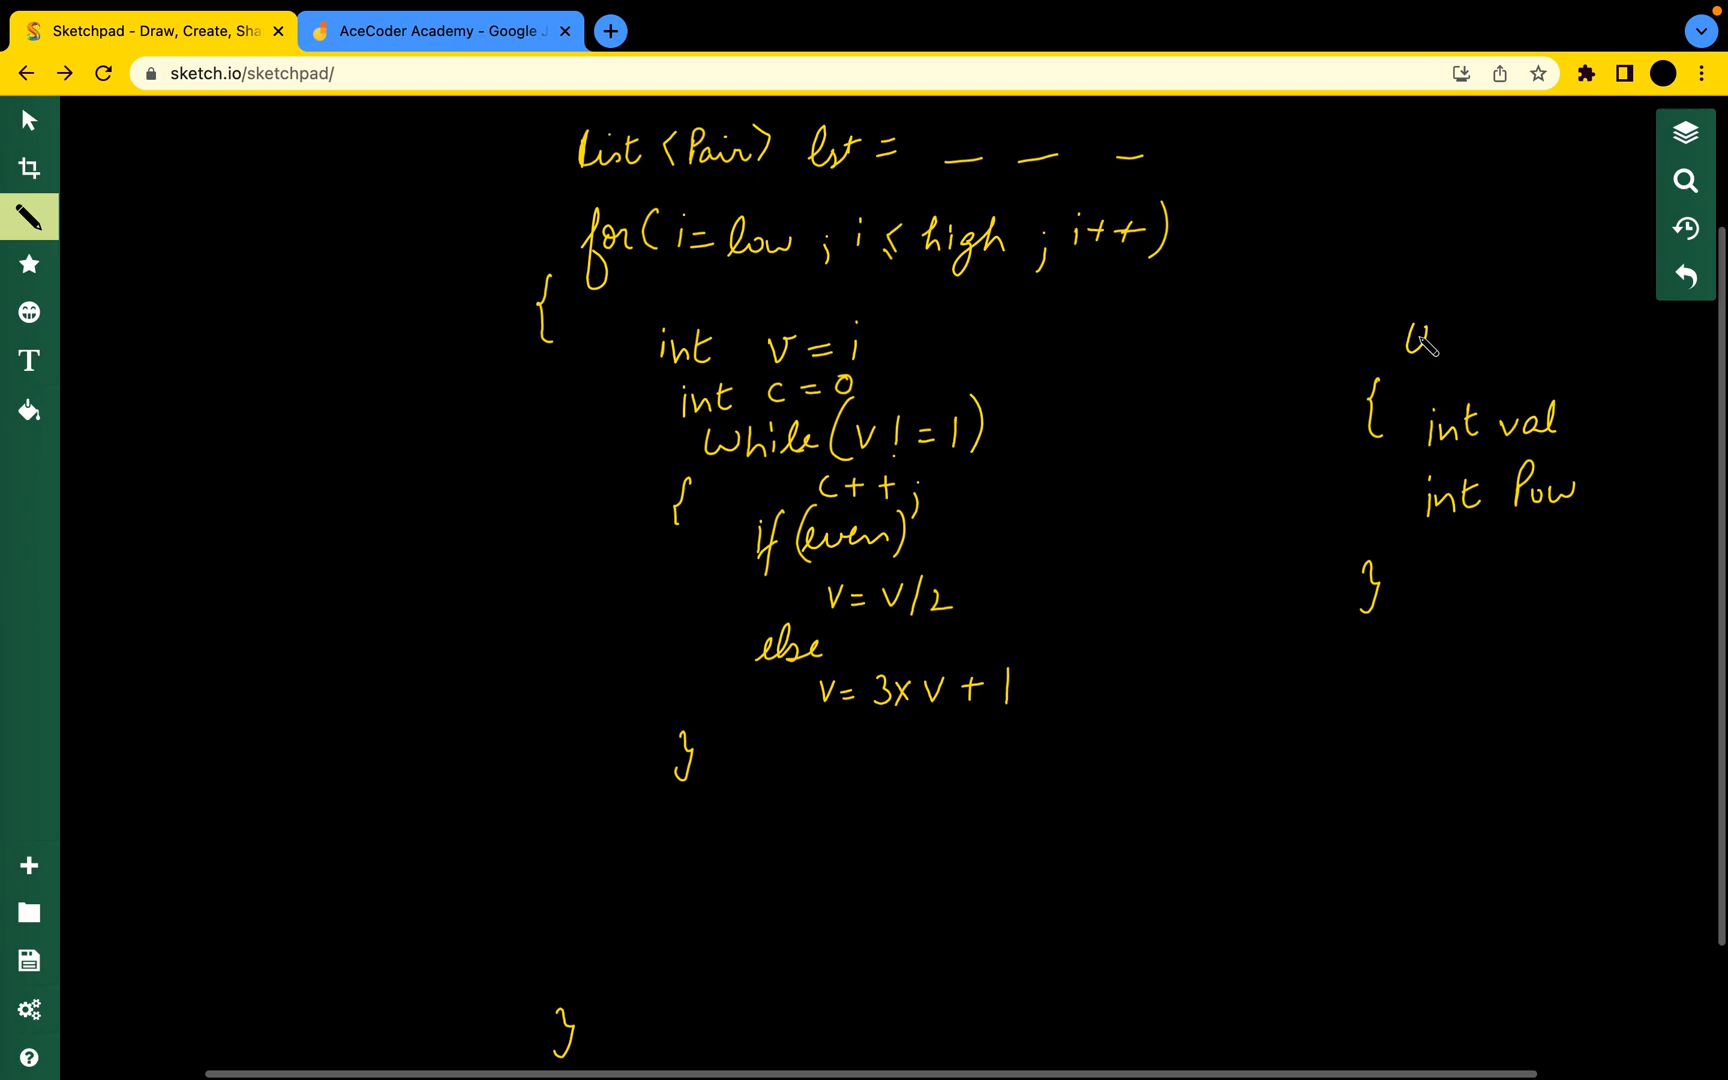 Sketchpad - Draw, Create, Sha
AceCoder Academy - Google J
sketch.io/sketchpad/
List <Pair> lst = _ _ _
for( i = low ; i < high ; i++ )
{
int v = i
int c = 0
while( v != 1 )
{ c++ ;
if (even)
v = v/2
else
v = 3x v + 1
}
}
{ int val
int Pow
}
T